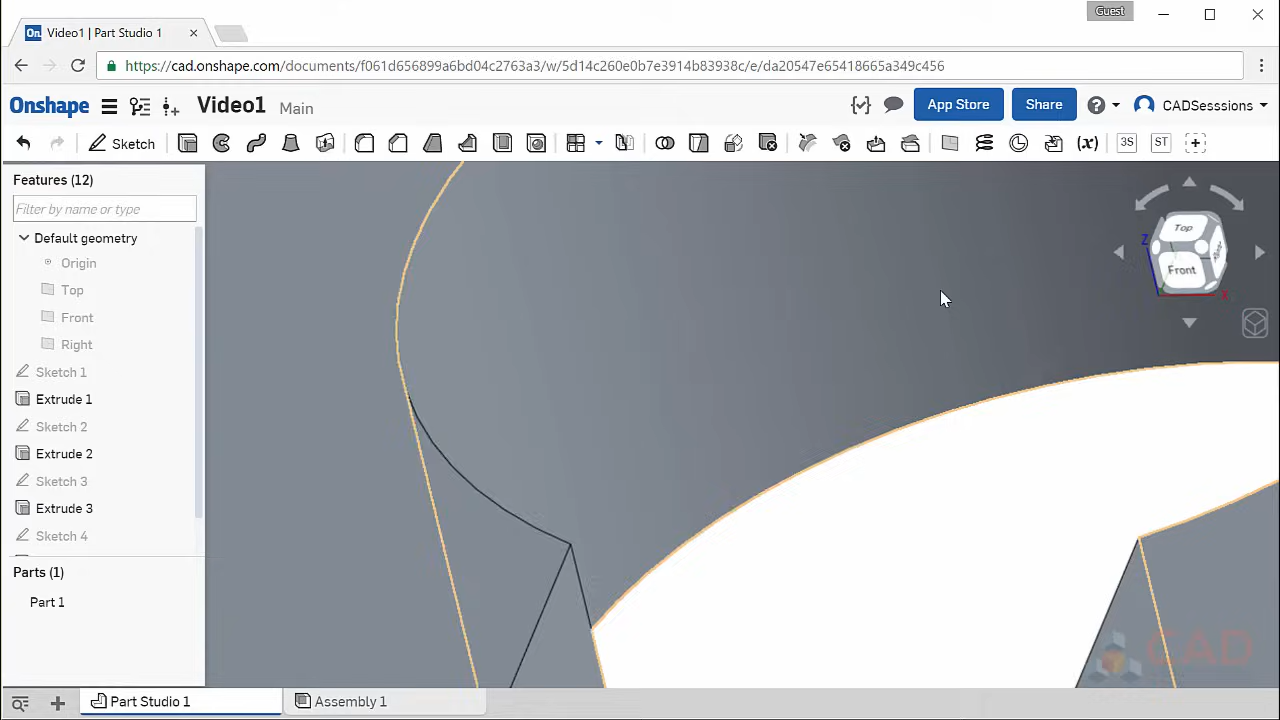 Guest
Video1 | Part Studio 1
https://cad.onshape.com/documents/f061d656899a6bd04c2763a3/w/5d14c260e0b7e3914b83938c/e/da20547e65418665a349c456
Onshape Video1 Main App Store Share CADSesssions
Sketch (x) 3S ST
Features (12)
Filter by name or type
Default geometry
Origin
Top
Front
Right
Sketch 1
Extrude 1
Sketch 2
Extrude 2
Sketch 3
Extrude 3
Sketch 4
Parts (1)
Part 1
Top
Z
Front
X
CAD
Part Studio 1
Assembly 1